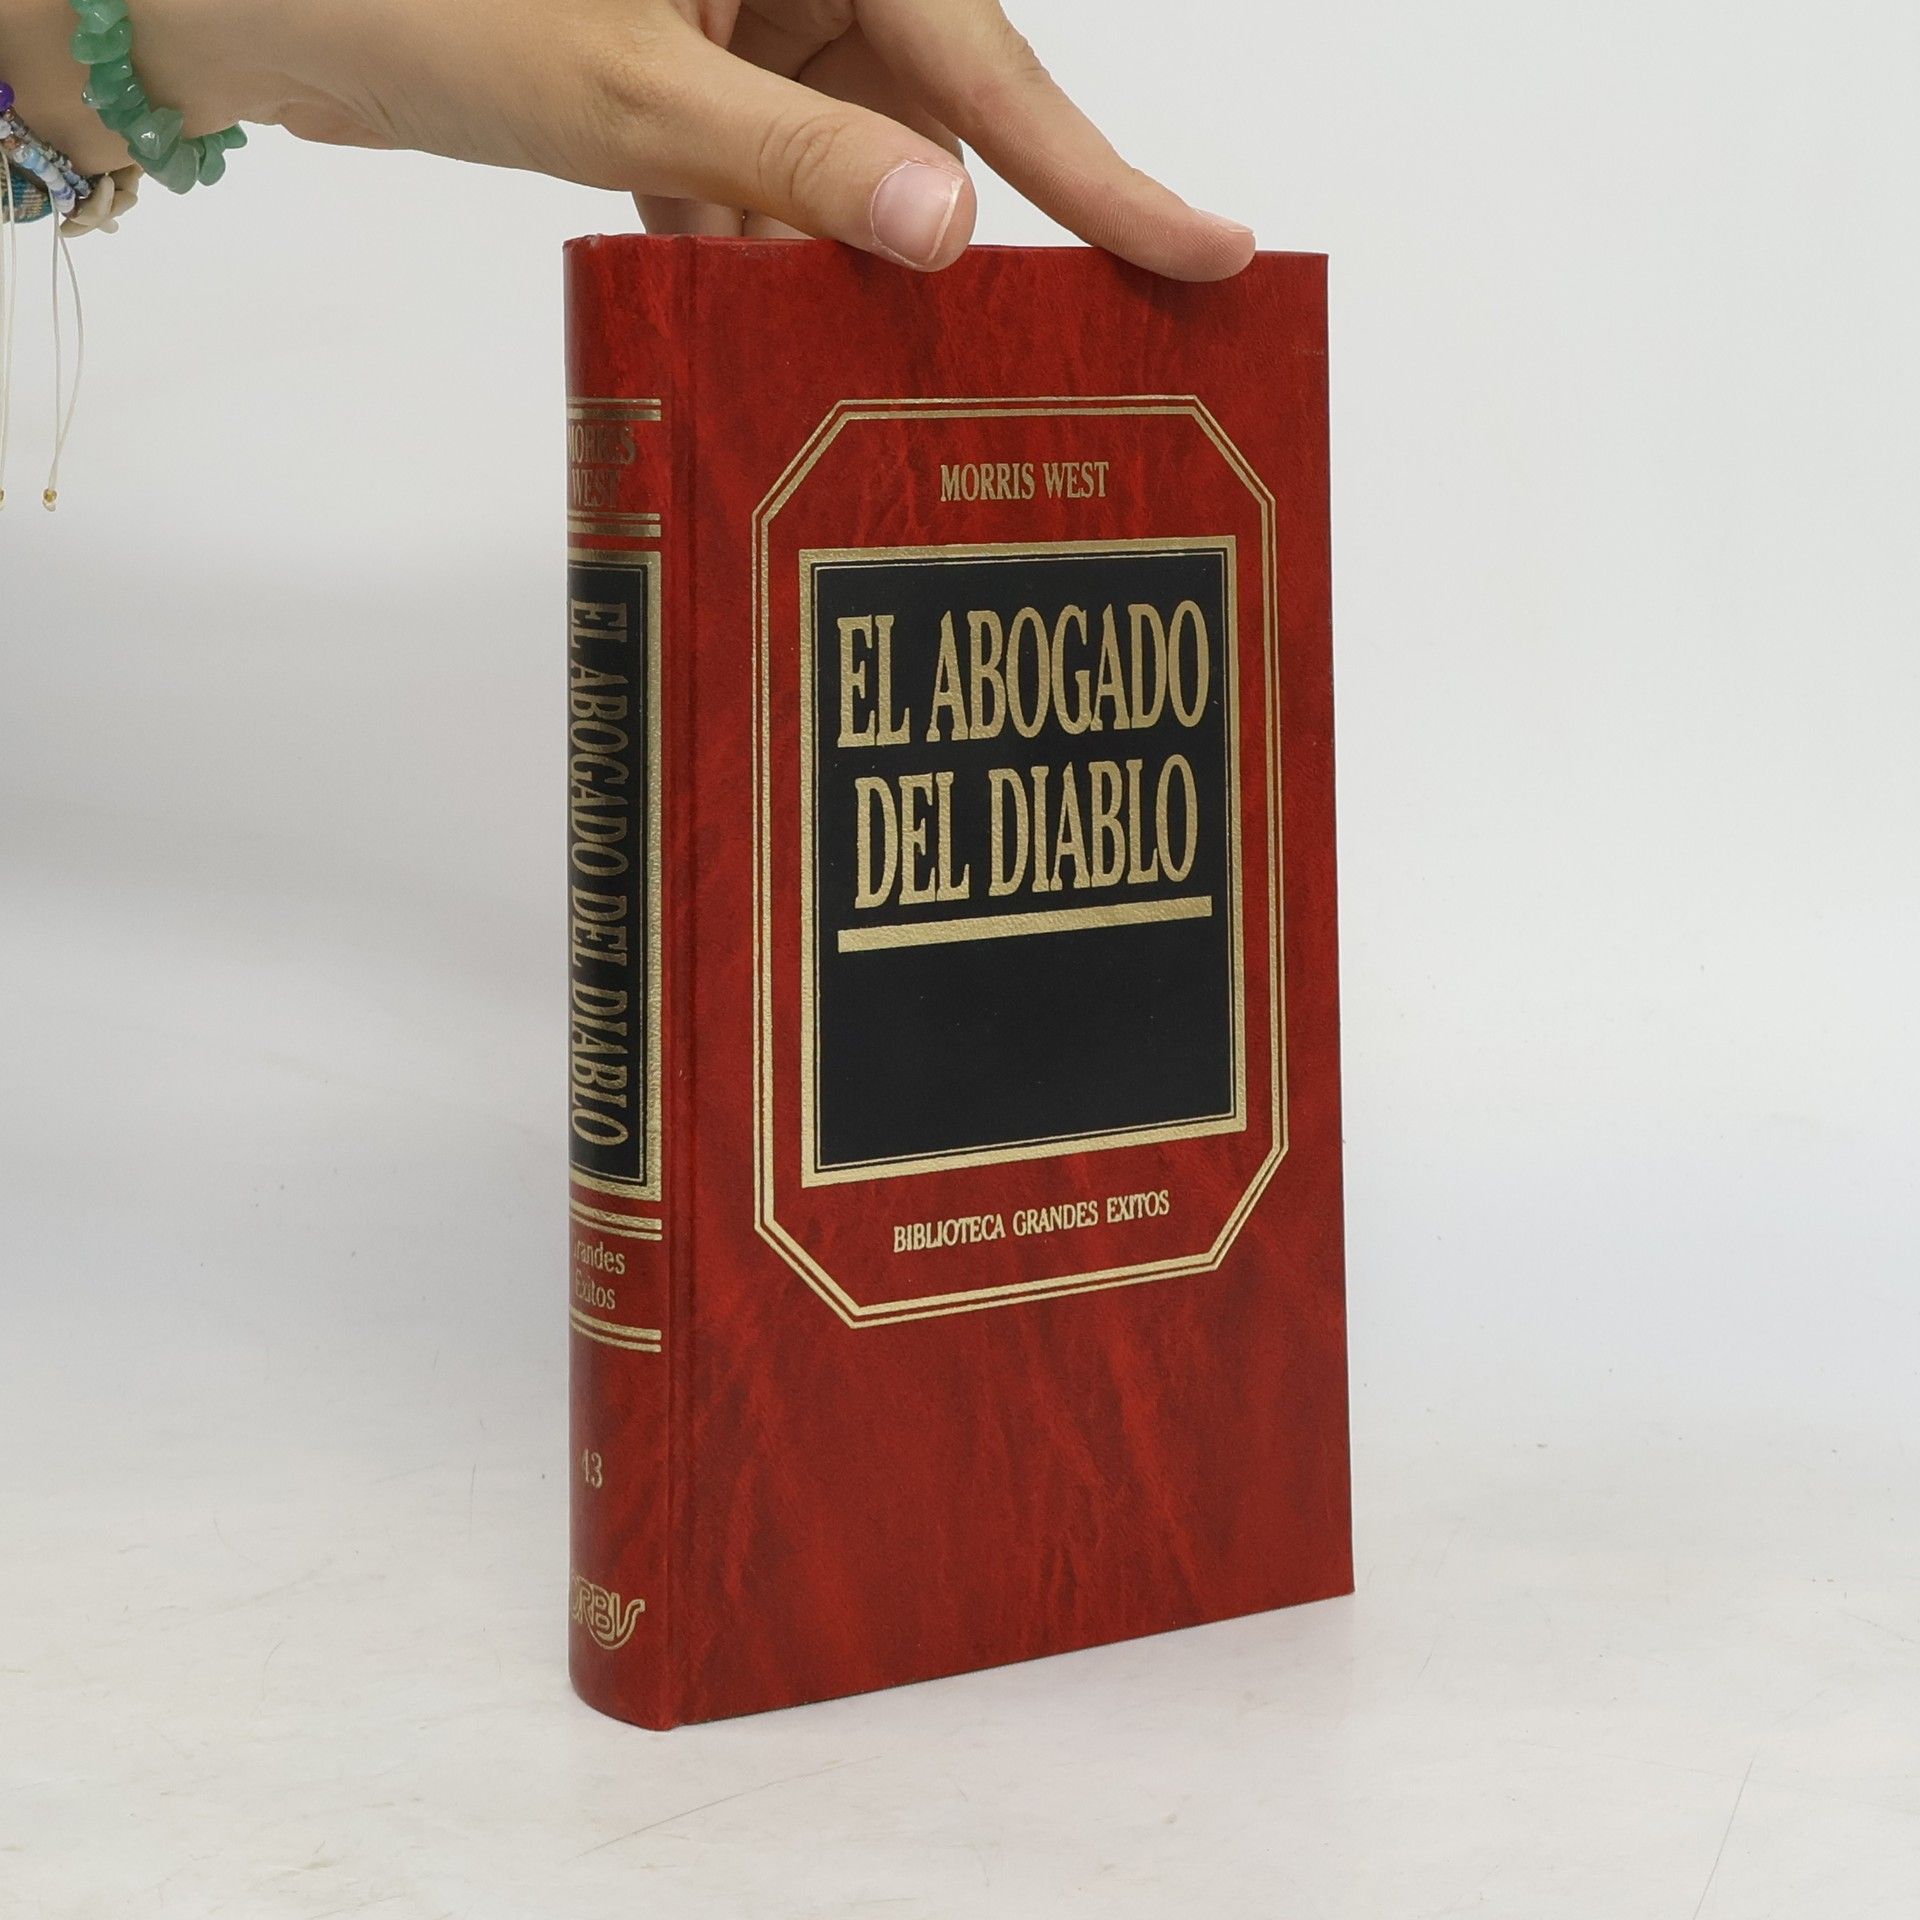 MORRIS WEST
EL ABOGADO
DEL DIABLO
BIBLIOTECA GRANDES EXITOS
MORRIS
WEST
EL ABOGADO DEL DIABLO
Grandes
Exitos
43
ORBIS